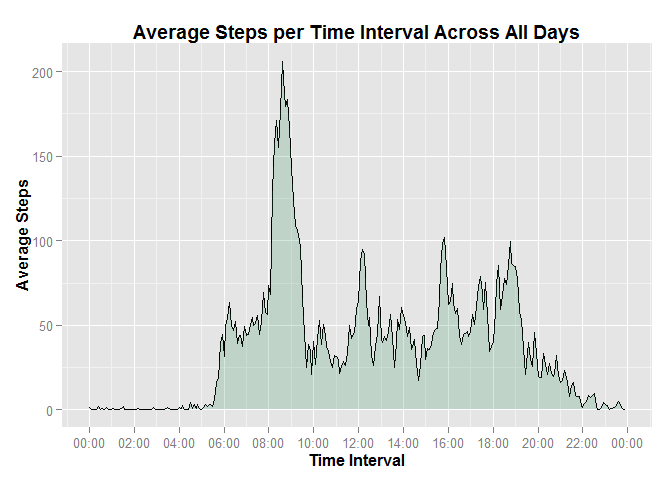 Average Steps per Time Interval Across All Days
Average Steps
200
150
100
50
0
00:00 02:00 04:00 06:00 08:00 10:00 12:00 14:00 16:00 18:00 20:00 22:00 00:00
Time Interval